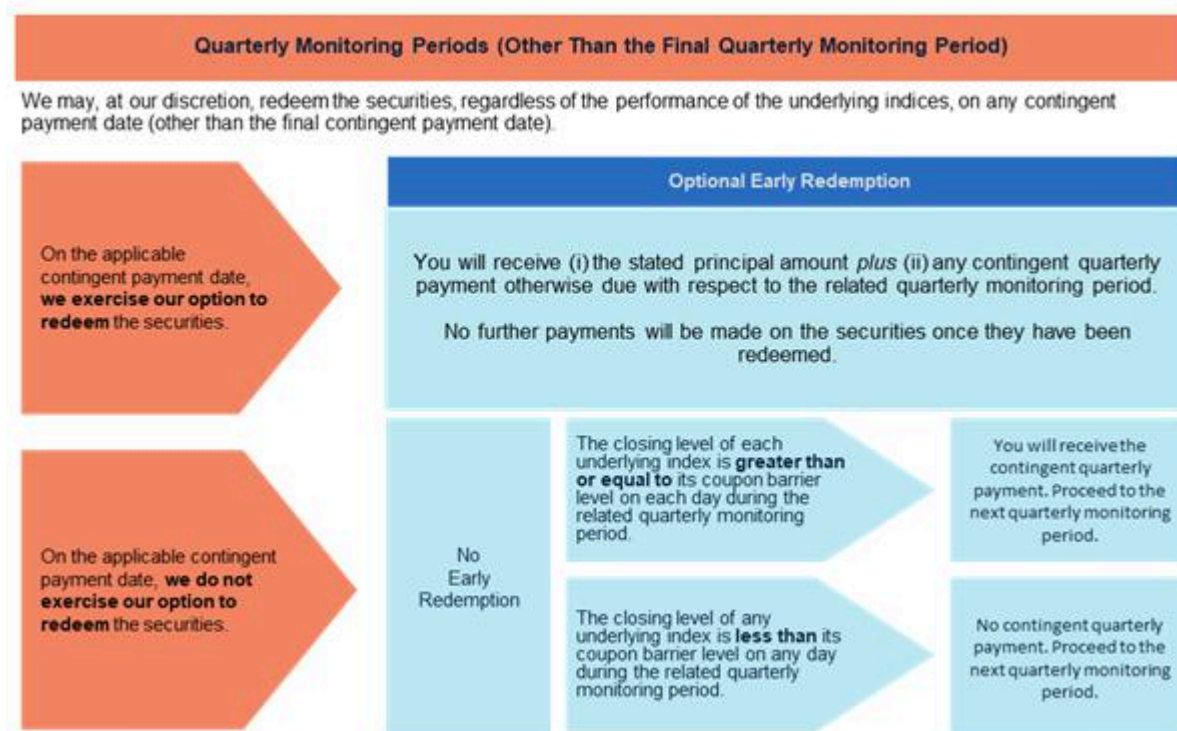 Quarterly Monitoring Periods (Other Than the Final Quarterly Monitoring Period)
We may, at our discretion, redeem the securities, regardless of the performance of the underlying indices, on any contingent
payment date (other than the final contingent payment date).
On the applicable
contingent payment date,
we exercise our option to
redeem the securities.
Optional Early Redemption
You will receive (i) the stated principal amount plus (ii) any contingent quarterly
payment otherwise due with respect to the related quarterly monitoring period.
No further payments will be made on the securities once they have been
redeemed.
On the applicable contingent
payment date, we do not
exercise our option to
redeem the securities.
No
Early
Redemption
The closing level of each
underlying index is greater than
or equal to its coupon barrier
level on each day during the
related quarterly monitoring
period.
You will receive the
contingent quarterly
payment. Proceed to the
next quarterly monitoring
period.
The closing level of any
underlying index is less than its
coupon barrier level on any day
during the related quarterly
monitoring period.
No contingent quarterly
payment. Proceed to the
next quarterly monitoring
period.